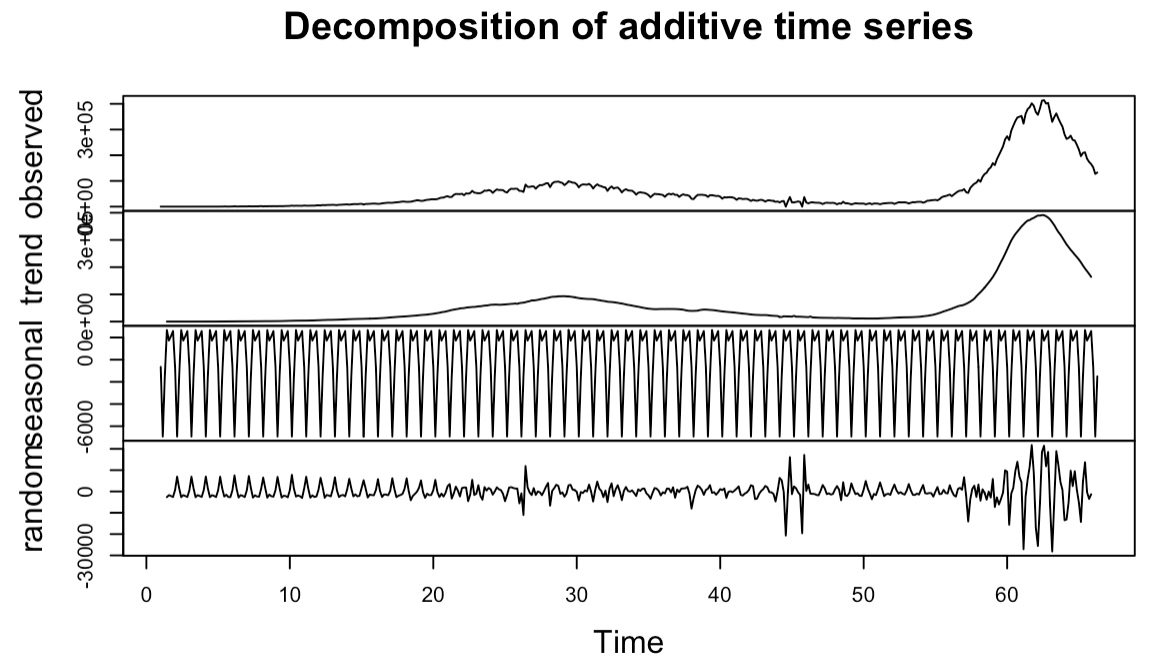 Decomposition of additive time series
observed
3e+05
0e+00
trend
3e+05
0e+00
seasonal
0
-6000
random
0
-30000
0 10 20 30 40 50 60
Time